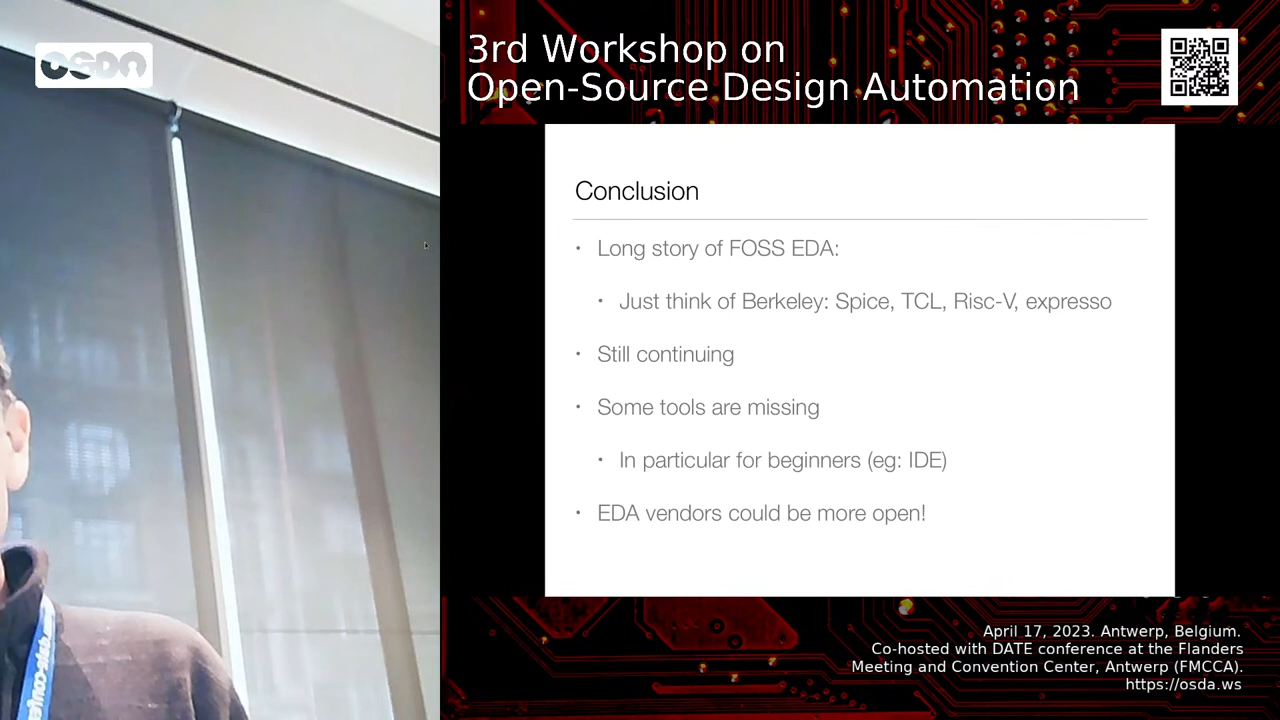 OSDA
3rd Workshop on
Open-Source Design Automation
Conclusion
• Long story of FOSS EDA:
• Just think of Berkeley: Spice, TCL, Risc-V, expresso
• Still continuing
• Some tools are missing
• In particular for beginners (eg: IDE)
• EDA vendors could be more open!
April 17, 2023. Antwerp, Belgium.
Co-hosted with DATE conference at the Flanders
Meeting and Convention Center, Antwerp (FMCCA).
https://osda.ws